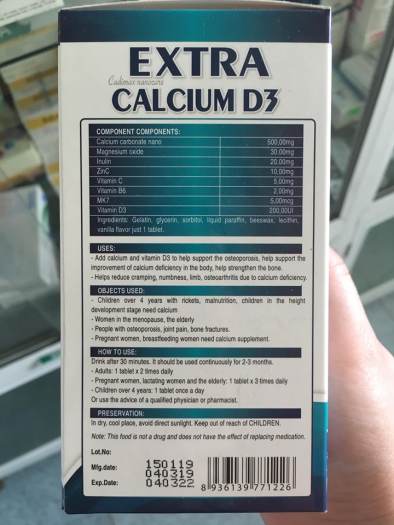 EXTRA
Cadimax nanocare
CALCIUM D3
COMPONENT COMPONENTS:
Calcium carbonate nano 500,00mg
Magnesium oxide 30,00mg
Inulin 20,00mg
ZinC 10,00mg
Vitamin C 5,00mg
Vitamin B6 2,00mg
MK7 5,00mcg
Vitamin D3 200,00UI
Ingredients: Gelatin, glycerin, sorbitol, liquid paraffin, beeswax, lecithin,
vanilla flavor just 1 tablet.
USES:
- Add calcium and vitamin D3 to help support the osteoporosis, help support the
improvement of calcium deficiency in the body, help strengthen the bone.
- Helps reduce cramping, numbness, limb, osteoarthritis due to calcium deficiency.
OBJECTS USED:
- Children over 4 years with rickets, malnutrition, children in the height
development stage need calcium
- Women in the menopause, the elderly
- People with osteoporosis, joint pain, bone fractures.
- Pregnant women, breastfeeding women need calcium supplement.
HOW TO USE:
Drink after 30 minutes. It should be used continuously for 2-3 months.
- Adults: 1 tablet x 2 times daily
- Pregnant women, lactating women and the elderly: 1 tablet x 3 times daily
- Children over 4 years: 1 tablet once a day
Or use the advice of a qualified physician or pharmacist.
PRESERVATION:
In dry, cool place, avoid direct sunlight. Keep out of reach of CHILDREN.
Note: This food is not a drug and does not have the effect of replacing medication.
Lot.No: 150119
Mfg.date: 040319
Exp.Date: 040322
8 936139 771226